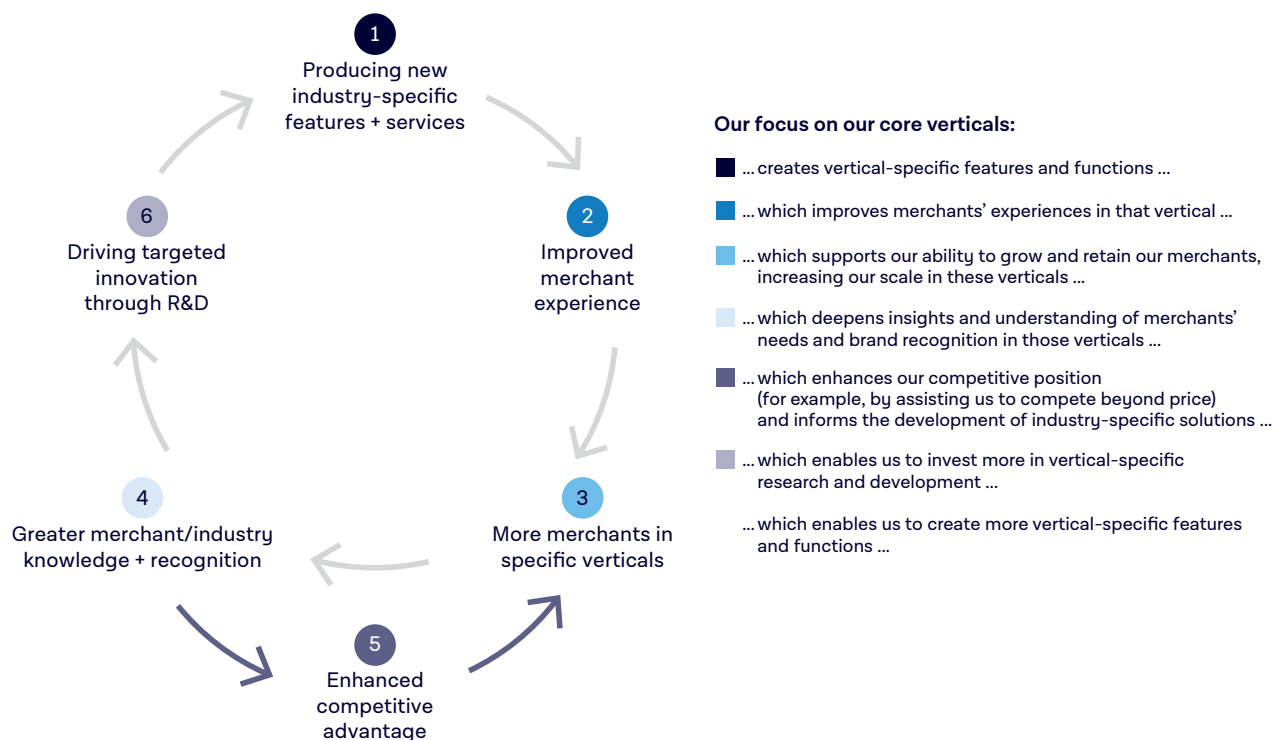 1
Producing new
industry-specific
features + services
2
Improved
merchant
experience
3
More merchants in
specific verticals
4
Greater merchant/industry
knowledge + recognition
5
Enhanced
competitive
advantage
6
Driving targeted
innovation
through R&D
Our focus on our core verticals:
... creates vertical-specific features and functions ...
... which improves merchants’ experiences in that vertical ...
... which supports our ability to grow and retain our merchants,
increasing our scale in these verticals ...
... which deepens insights and understanding of merchants’
needs and brand recognition in those verticals ...
... which enhances our competitive position
(for example, by assisting us to compete beyond price)
and informs the development of industry-specific solutions ...
... which enables us to invest more in vertical-specific
research and development ...
... which enables us to create more vertical-specific features
and functions ...